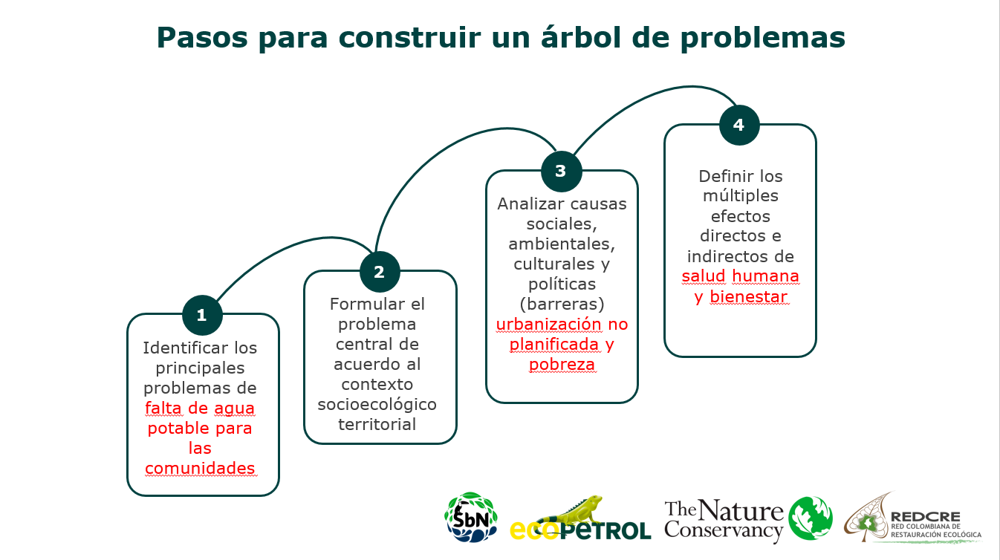 Pasos para construir un árbol de problemas
1
Identificar los
principales
problemas de
falta de agua
potable para
las
comunidades
2
Formular el
problema
central de
acuerdo al
contexto
socioecológico
territorial
3
Analizar causas
sociales,
ambientales,
culturales y
políticas
(barreras)
urbanización no
planificada y
pobreza
4
Definir los
múltiples
efectos
directos e
indirectos de
salud humana
y bienestar
SbN
ecoPETROL
The Nature
Conservancy
REDCRE
RED COLOMBIANA DE
RESTAURACIÓN ECOLÓGICA